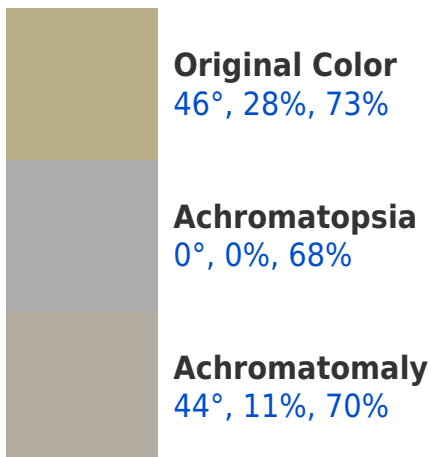 Original Color
46°, 28%, 73%
Achromatopsia
0°, 0%, 68%
Achromatomaly
44°, 11%, 70%